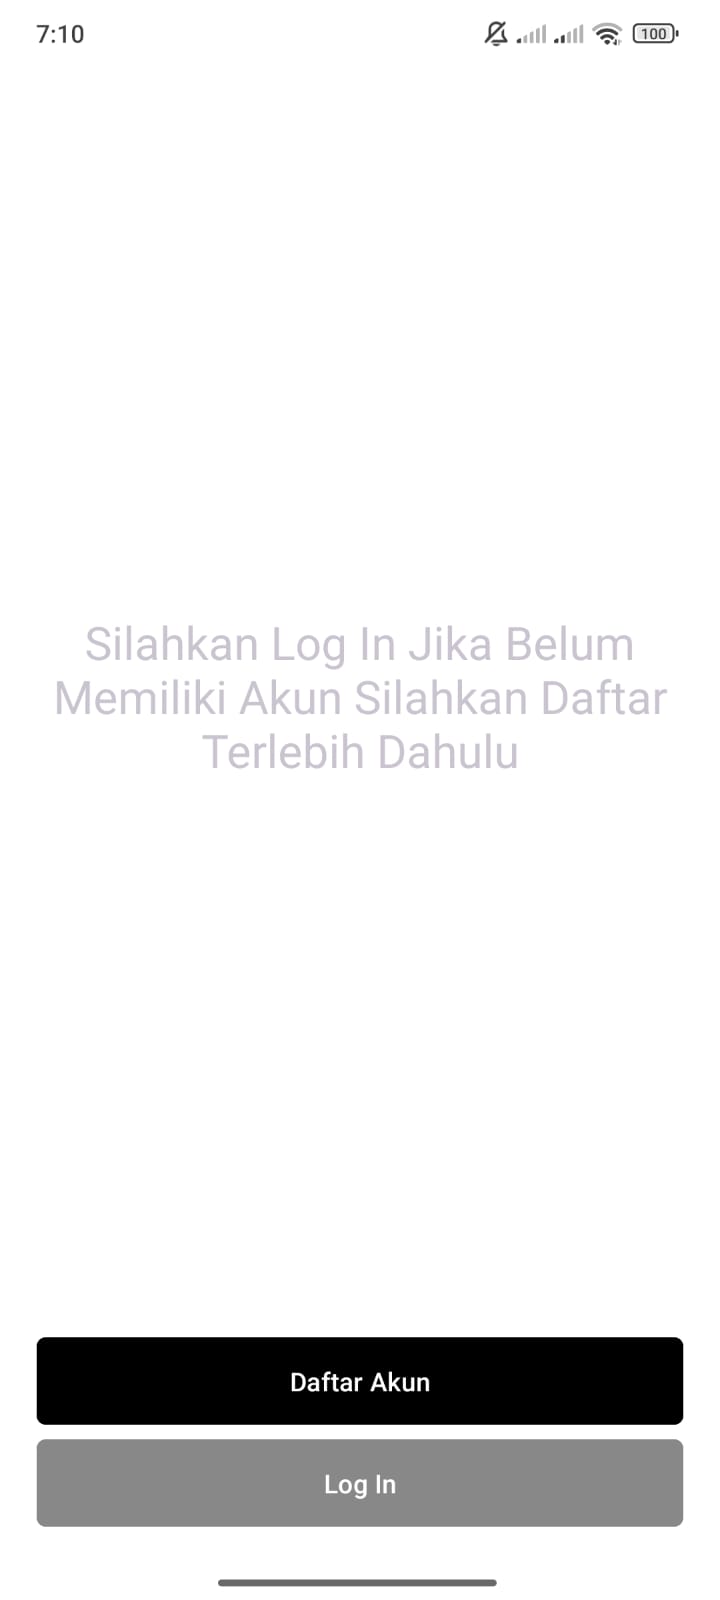 7:10
100
Silahkan Log In Jika Belum
Memiliki Akun Silahkan Daftar
Terlebih Dahulu
Daftar Akun
Log In